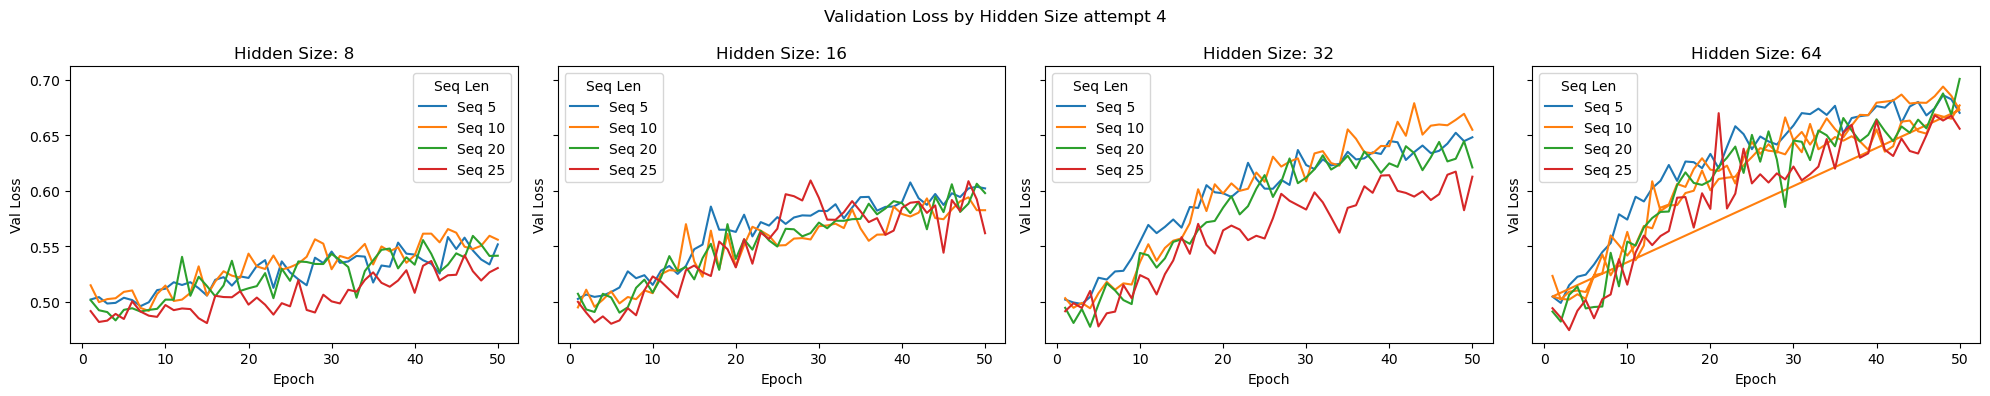 Validation Loss by Hidden Size attempt 4
Hidden Size: 8
Val Loss
0.70
0.65
0.60
0.55
0.50
Seq Len
Seq 5
Seq 10
Seq 20
Seq 25
0 10 20 30 40 50
Epoch
Hidden Size: 16
Val Loss
Seq Len
Seq 5
Seq 10
Seq 20
Seq 25
0 10 20 30 40 50
Epoch
Hidden Size: 32
Val Loss
Seq Len
Seq 5
Seq 10
Seq 20
Seq 25
0 10 20 30 40 50
Epoch
Hidden Size: 64
Val Loss
Seq Len
Seq 5
Seq 10
Seq 20
Seq 25
0 10 20 30 40 50
Epoch